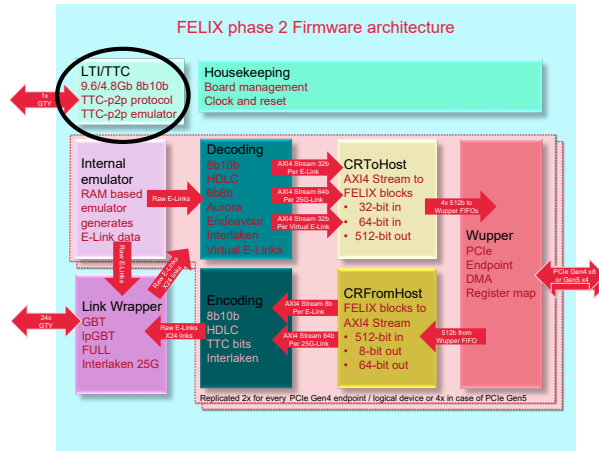 FELIX phase 2 Firmware architecture
LTI/TTC
9.6/4.8Gb 8b10b
TTC-p2p protocol
TTC-p2p emulator
1x
GTY
Housekeeping
Board management
Clock and reset
Internal
emulator
RAM based
emulator
generates
E-Link data
Raw E-Links
Decoding
8b10b
HDLC
6b8b
Aurora
Endeavour
Interlaken
Virtual E-Links
AXI4 Stream 32b
Per E-Link
AXI4 Stream 64b
Per 25G-Link
AXI4 Stream 32b
Per Virtual E-Link
CRToHost
AXI4 Stream to
FELIX blocks
• 32-bit in
• 64-bit in
• 512-bit out
4x 512b to
Wupper FIFOs
Wupper
PCIe
Endpoint
DMA
Register map
PCIe Gen4 x8
or Gen5 x4
Raw E-Links
Raw E-Links
X24 links
Link Wrapper
GBT
lpGBT
FULL
Interlaken 25G
24x
GTY
Raw E-Links
X24 links
Encoding
8b10b
HDLC
TTC bits
Interlaken
AXI4 Stream 8b
Per E-Link
AXI4 Stream 64b
Per 25G-Link
CRFromHost
FELIX blocks to
AXI4 Stream
• 512-bit in
• 8-bit out
• 64-bit out
512b from
Wupper FIFO
Replicated 2x for every PCIe Gen4 endpoint / logical device or 4x in case of PCIe Gen5